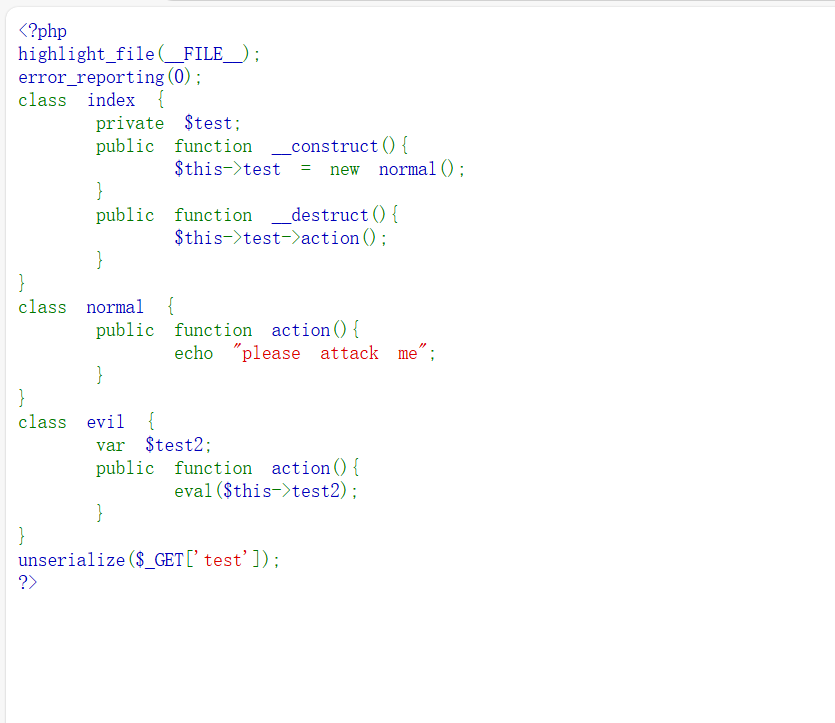 <?php
highlight_file(__FILE__);
error_reporting(0);
class index {
private $test;
public function __construct(){
$this->test = new normal();
}
public function __destruct(){
$this->test->action();
}
}
class normal {
public function action(){
echo "please attack me";
}
}
class evil {
var $test2;
public function action(){
eval($this->test2);
}
}
unserialize($_GET['test']);
?>